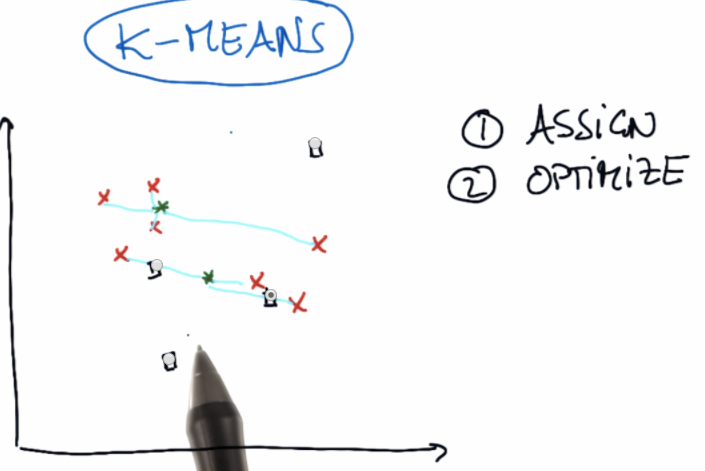 K-MEANS
① ASSIGN
② OPTIMIZE